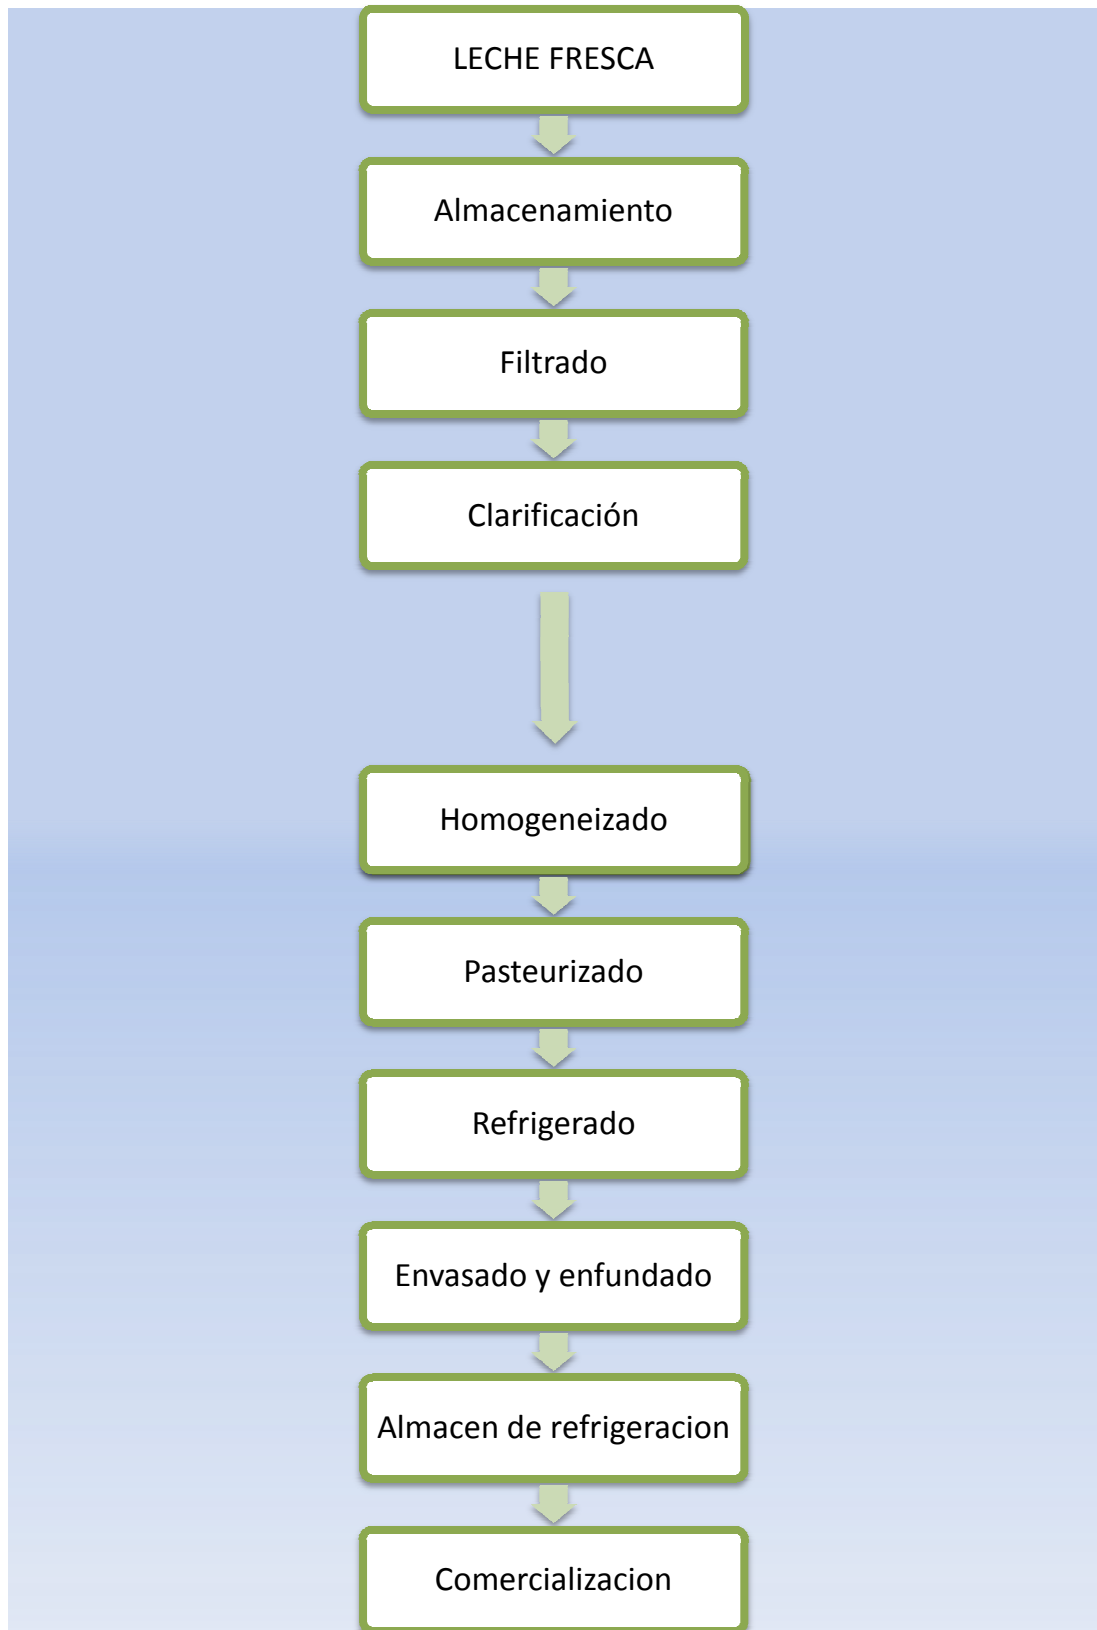 LECHE FRESCA
Almacenamiento
Filtrado
Clarificación
Homogeneizado
Pasteurizado
Refrigerado
Envasado y enfundado
Almacen de refrigeracion
Comercializacion